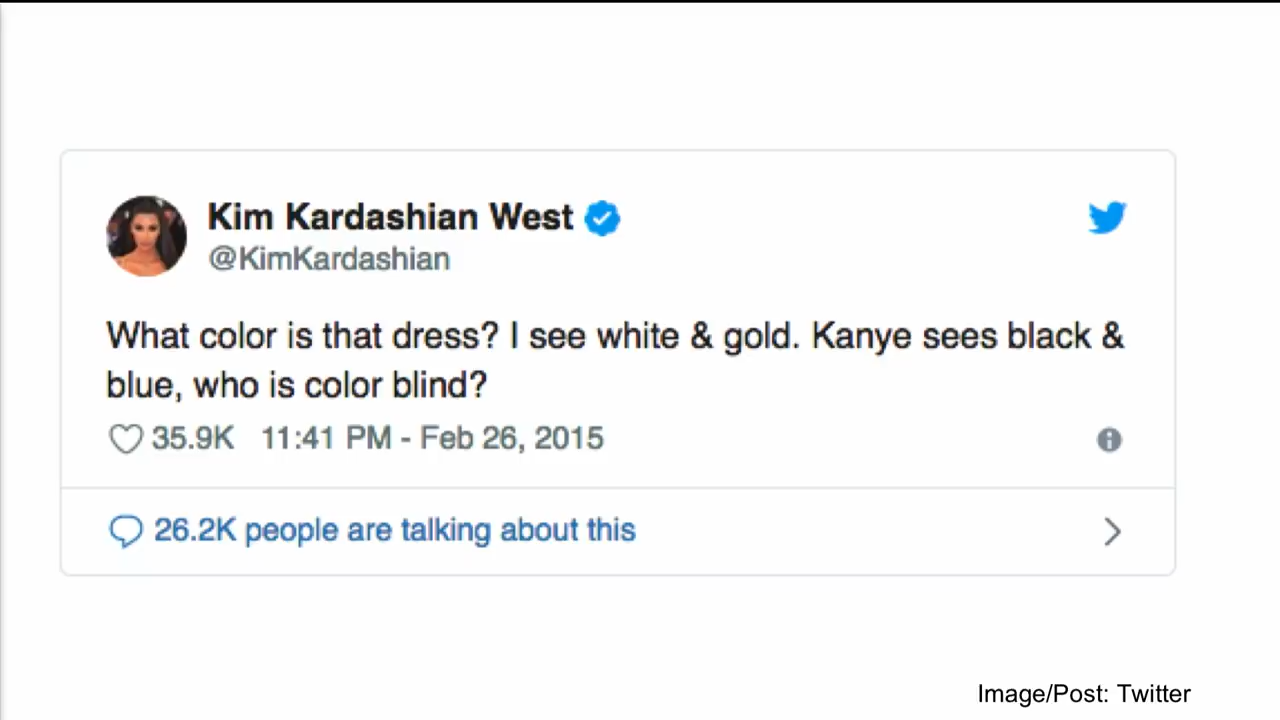 Kim Kardashian West
@KimKardashian
What color is that dress? I see white & gold. Kanye sees black &
blue, who is color blind?
35.9K 11:41 PM - Feb 26, 2015
26.2K people are talking about this
Image/Post: Twitter